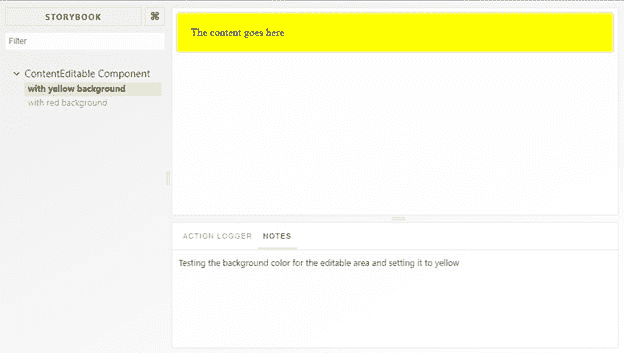 STORYBOOK ⌘
Filter
ContentEditable Component
with yellow background
with red background
The content goes here
ACTION LOGGER NOTES
Testing the background color for the editable area and setting it to yellow